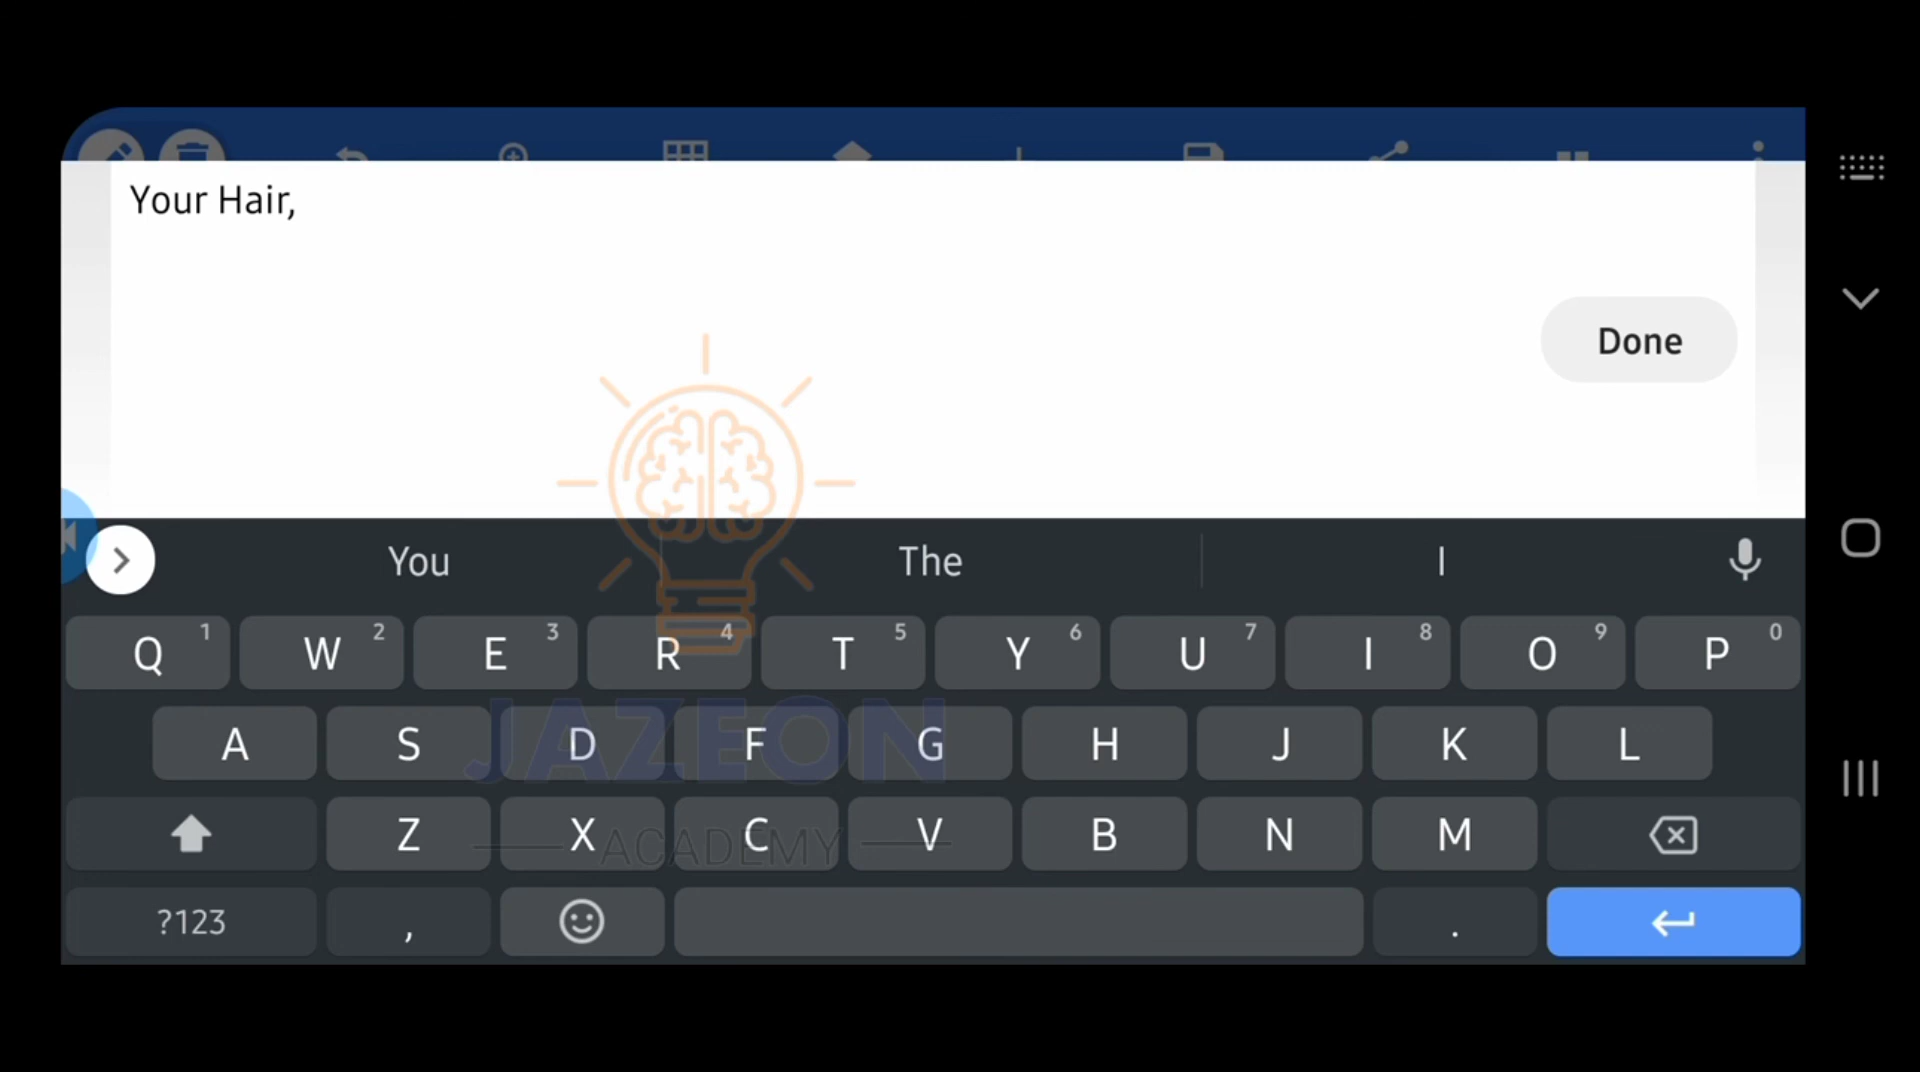 Your Hair,
Done
You The I
Q 1 W 2 E 3 R 4 T 5 Y 6 U 7 I 8 O 9 P 0
JAZEON
A S D F G H J K L
ACADEMY
Z X C V B N M
?123 , .